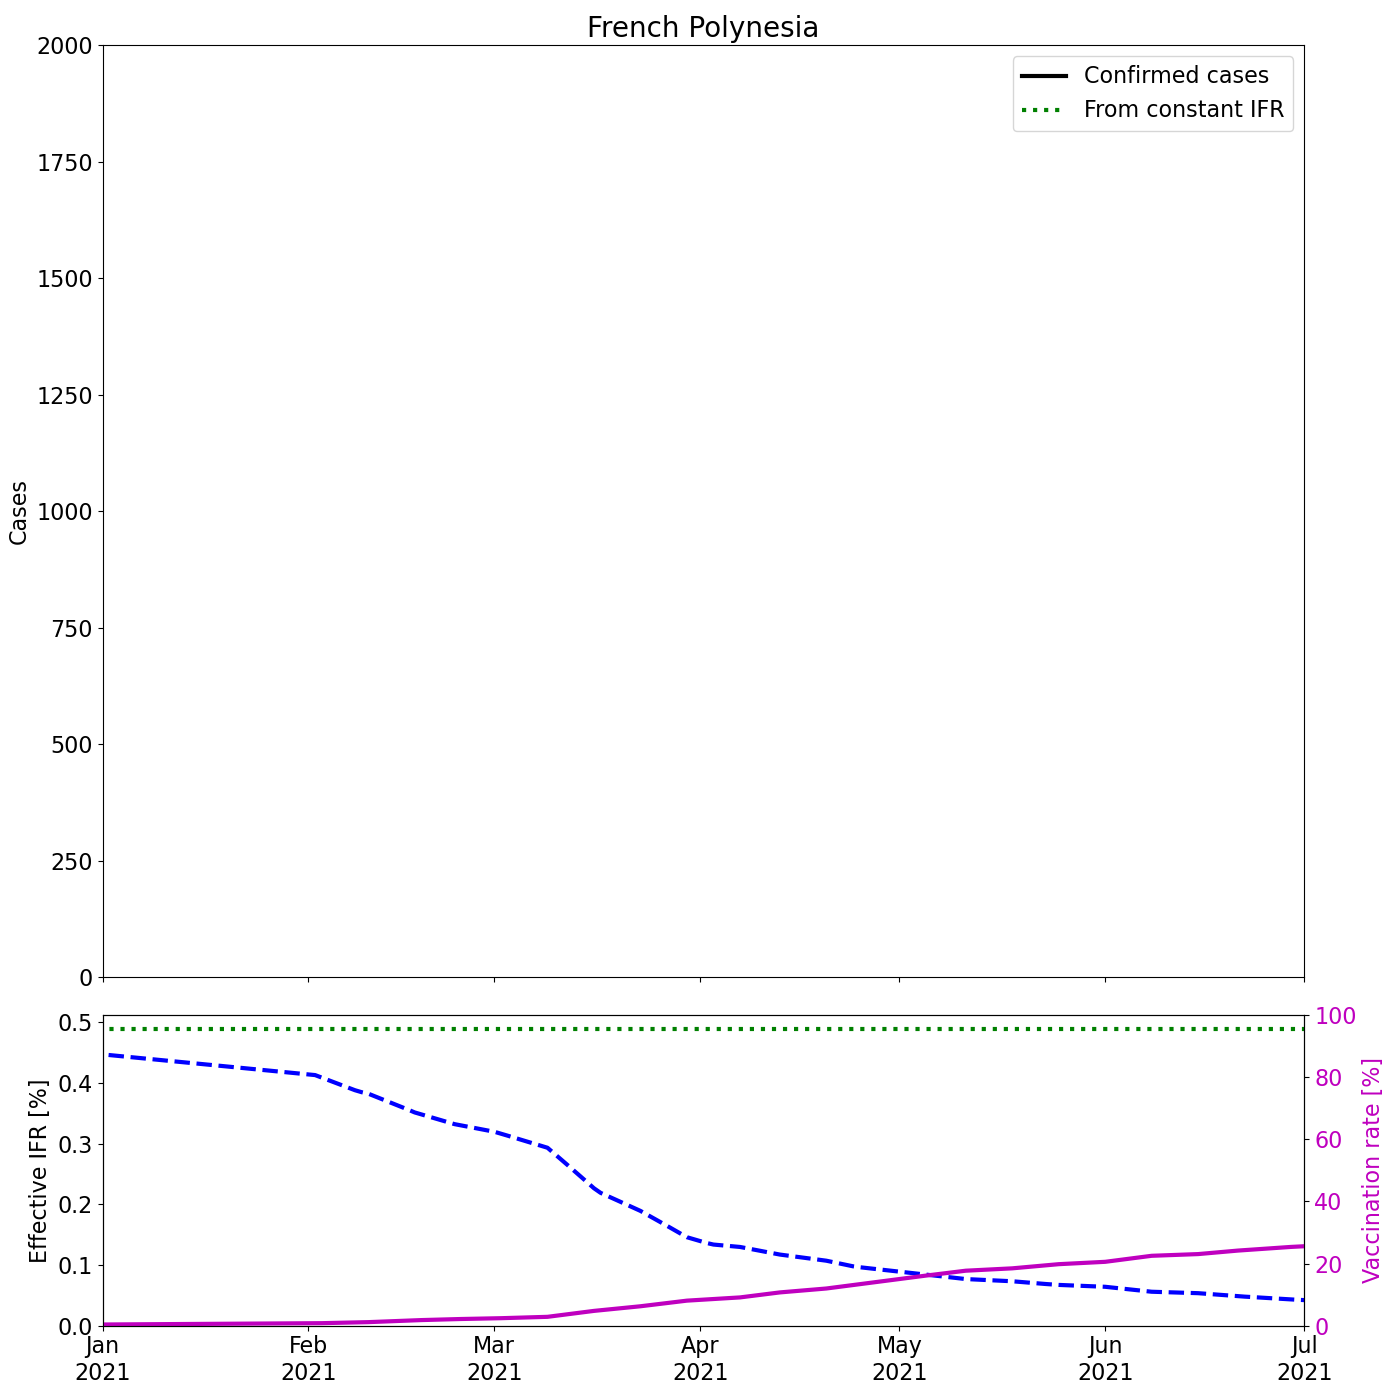 French Polynesia
2000
1750
1500
1250
1000
750
500
250
0
Cases
Confirmed cases
From constant IFR
0.5
0.4
0.3
0.2
0.1
0.0
Effective IFR [%]
100
80
60
40
20
0
Vaccination rate [%]
Jan Feb Mar Apr May Jun Jul
2021 2021 2021 2021 2021 2021 2021